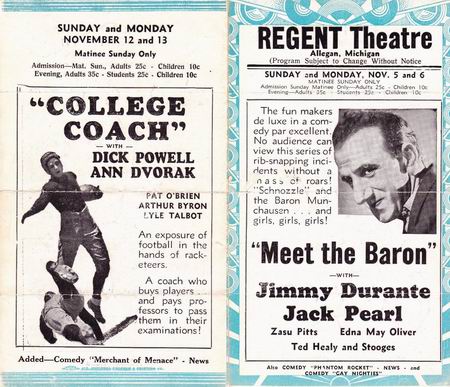 SUNDAY and MONDAY
NOVEMBER 12 and 13
Matinee Sunday Only
Admission—Mat. Sun., Adults 25c - Children 10c
Evening, Adults 35c - Students 25c - Children 10c
"COLLEGE
COACH"
— WITH —
DICK POWELL
ANN DVORAK
PAT O'BRIEN
ARTHUR BYRON
LYLE TALBOT
An exposure of
football in the
hands of rack-
eteers.
A coach who
buys players . . .
and pays pro-
fessors to pass
them in their
examinations!
Added—Comedy "Merchant of Menace" - News
REGENT Theatre
Allegan, Michigan
(Program Subject to Change Without Notice
SUNDAY and MONDAY, NOV. 5 and 6
MATINEE SUNDAY ONLY
Admission Sunday Matinee Only—Adults 25c - Children 10c
Evening—Adults 35c - Students 25c - Children 10c
The fun makers
de luxe in a com-
edy par excellent.
No audience can
view this series of
rib-snapping inci-
dents without a
mass of roars!
"Schnozzle" and
the Baron Mun-
chausen . . . and
girls, girls, girls!
"Meet the Baron"
—WITH—
Jimmy Durante
Jack Pearl
Zasu Pitts Edna May Oliver
Ted Healy and Stooges
Also COMEDY "PHANTOM ROCKET" - NEWS - and
COMEDY "GAY NIGHTIES"